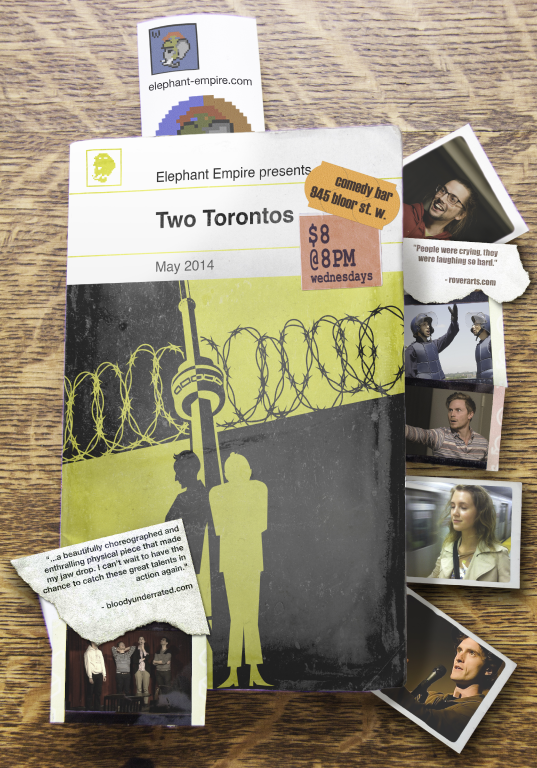 W
elephant-empire.com
Elephant Empire presents
Two Torontos
May 2014
comedy bar
945 bloor st. w.
$8
@8PM
wednesdays
"People were crying, they
were laughing so hard."
- roverarts.com
"...a beautifully choreographed and
enthralling physical piece that made
my jaw drop. I can't wait to have the
chance to catch these great talents in
action again."
- bloodyunderrated.com